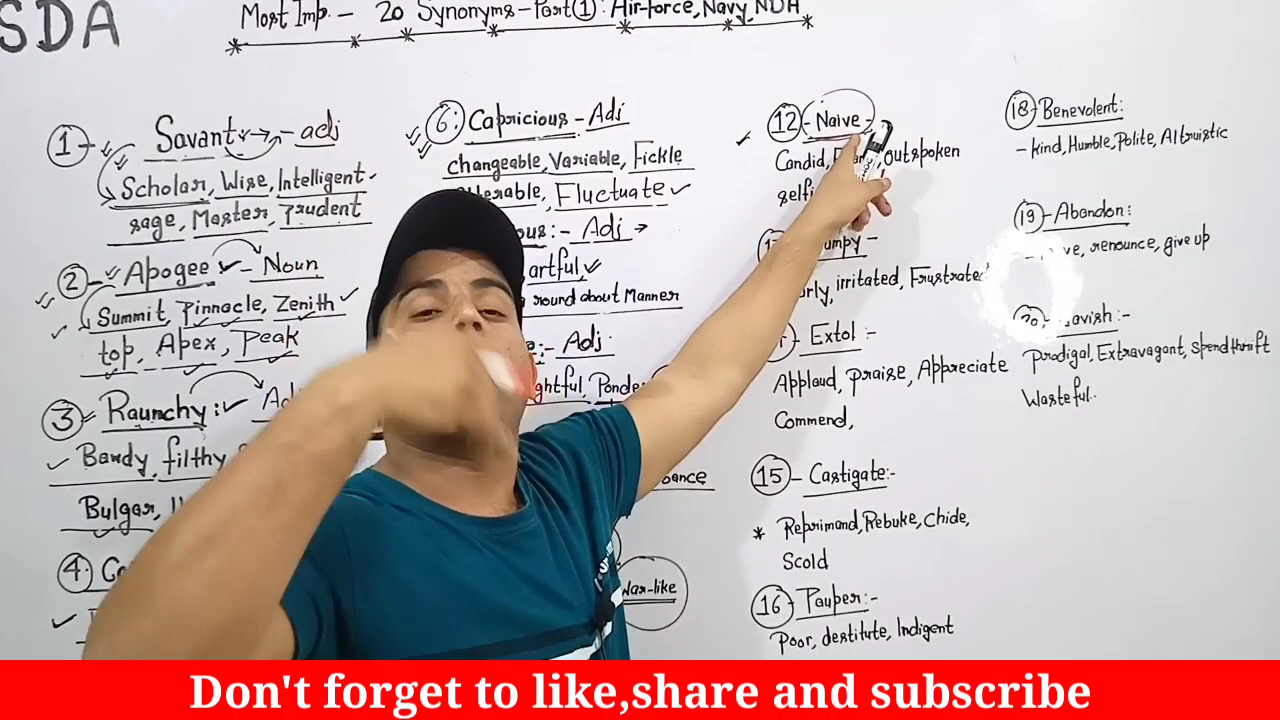 SDA
Most Imp. - 20 Synonyms-Part① : Air-force, Navy, NDA
① - Savant → - adj
Scholar, Wise, Intelligent
sage, Master, Prudent
② - Apogee - Noun
Summit, Pinnacle, Zenith
top, Apex, Peak
③ = Raunchy :-
Bawdy, filthy
Bulgar,
④
⑥: Capricious - Adj
changeable, Variable, Fickle
Fluctuate
:- Adj →
artful,
round about Manner
:- Adj
War-like
⑫ - Naive -
Candid, outspoken
irritated, Frustrated
Extol :-
Applaud, praise, Appreciate
Commend,
⑮ - Castigate:-
* Reprimand, Rebuke, Chide,
Scold
⑯ - Pauper:-
Poor, destitute, Indigent
⑱ - Benevolent:
- kind, Humble, Polite, Altruistic
⑲ - Abandon:
renounce, give up
⑳ - Lavish :-
Prodigal, Extravagant, Spendthrift
Wasteful..
Don't forget to like,share and subscribe